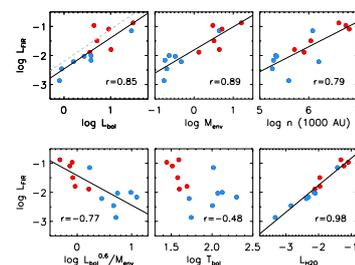 log L_FIR
−1
−2
−3
r=0.85
r=0.89
r=0.79
0 1
−1 0 1 2
5 6 7
log L_bol
log M_env
log n (1000 AU)
log L_FIR
−1
−2
−3
r=−0.77
r=−0.48
r=0.98
0 1
1.5 2.0 2.5
−3 −2 −1
log L_bol^0.6/M_env
log T_bol
L_H2O